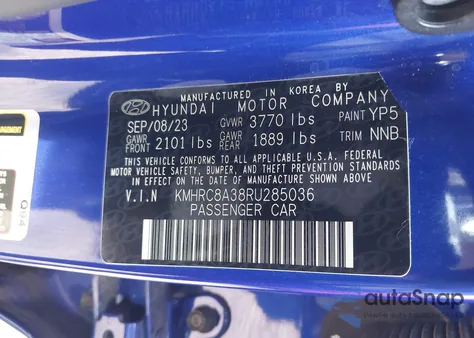 MANUFACTURED IN KOREA BY
HYUNDAI MOTOR COMPANY
SEP/08/23 GVWR 3770 lbs PAINT YP5
GAWR FRONT 2101 lbs GAWR REAR 1889 lbs TRIM NNB
THIS VEHICLE CONFORMS TO ALL APPLICABLE U.S.A. FEDERAL
MOTOR VEHICLE SAFETY, BUMPER, AND THEFT PREVENTION STANDARDS
IN EFFECT ON THE DATE OF MANUFACTURE SHOWN ABOVE.
V.I.N KMHRC8A38RU285036
PASSENGER CAR
Q94
autoSnap